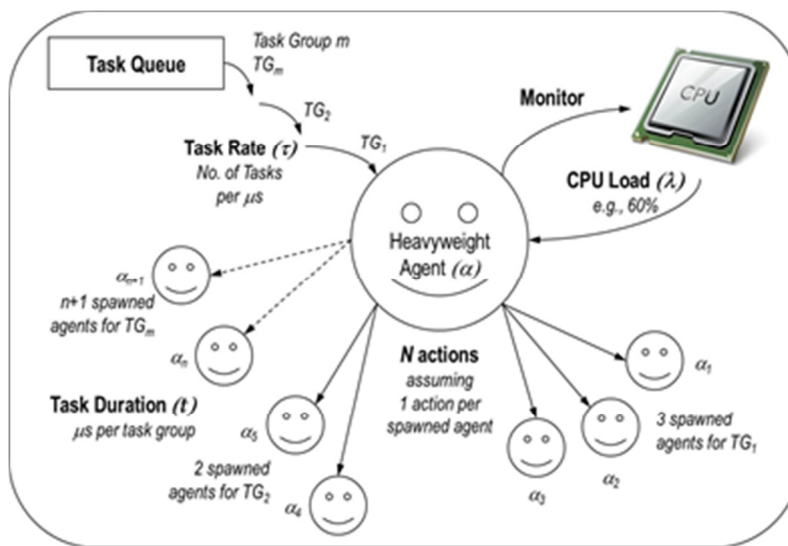 Task Queue
Task Group m
TGₘ
TG₂
TG₁
Task Rate (τ)
No. of Tasks
per μs
Monitor
CPU
CPU Load (λ)
e.g., 60%
Heavyweight
Agent (α)
αₙ₊₁
n+1 spawned
agents for TGₘ
αₙ
Task Duration (t)
μs per task group
α₅
2 spawned
agents for TG₂
α₄
N actions
assuming
1 action per
spawned agent
α₁
3 spawned
agents for TG₁
α₂
α₃